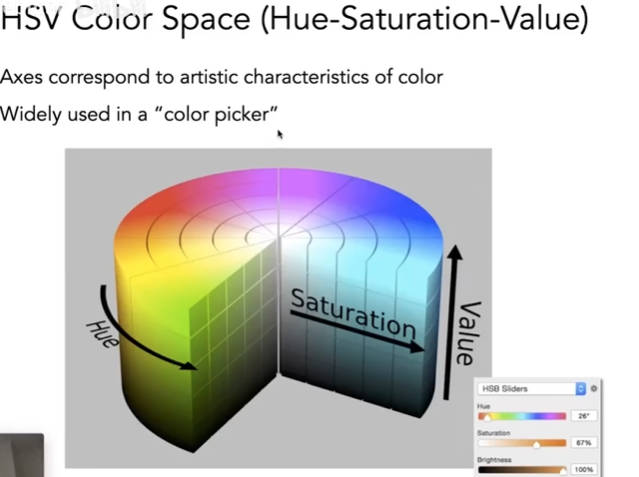 HSV Color Space (Hue-Saturation-Value)
Axes correspond to artistic characteristics of color
Widely used in a “color picker”
Hue
Saturation
Value
HSB Sliders
Hue
26°
Saturation
67%
Brightness
100%